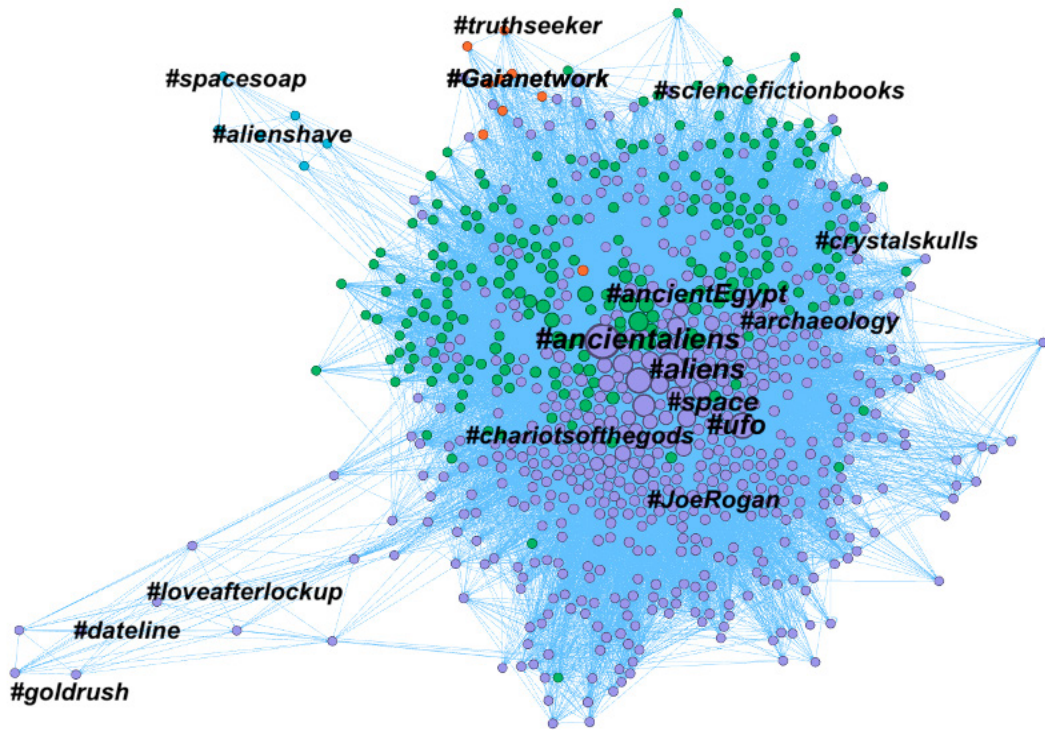 #truthseeker
#spacesoap
#Gaianetwork
#sciencefictionbooks
#alienshave
#crystalskulls
#ancientEgypt
#archaeology
#ancientaliens
#aliens
#space
#ufo
#chariotsofthegods
#JoeRogan
#loveafterlockup
#dateline
#goldrush